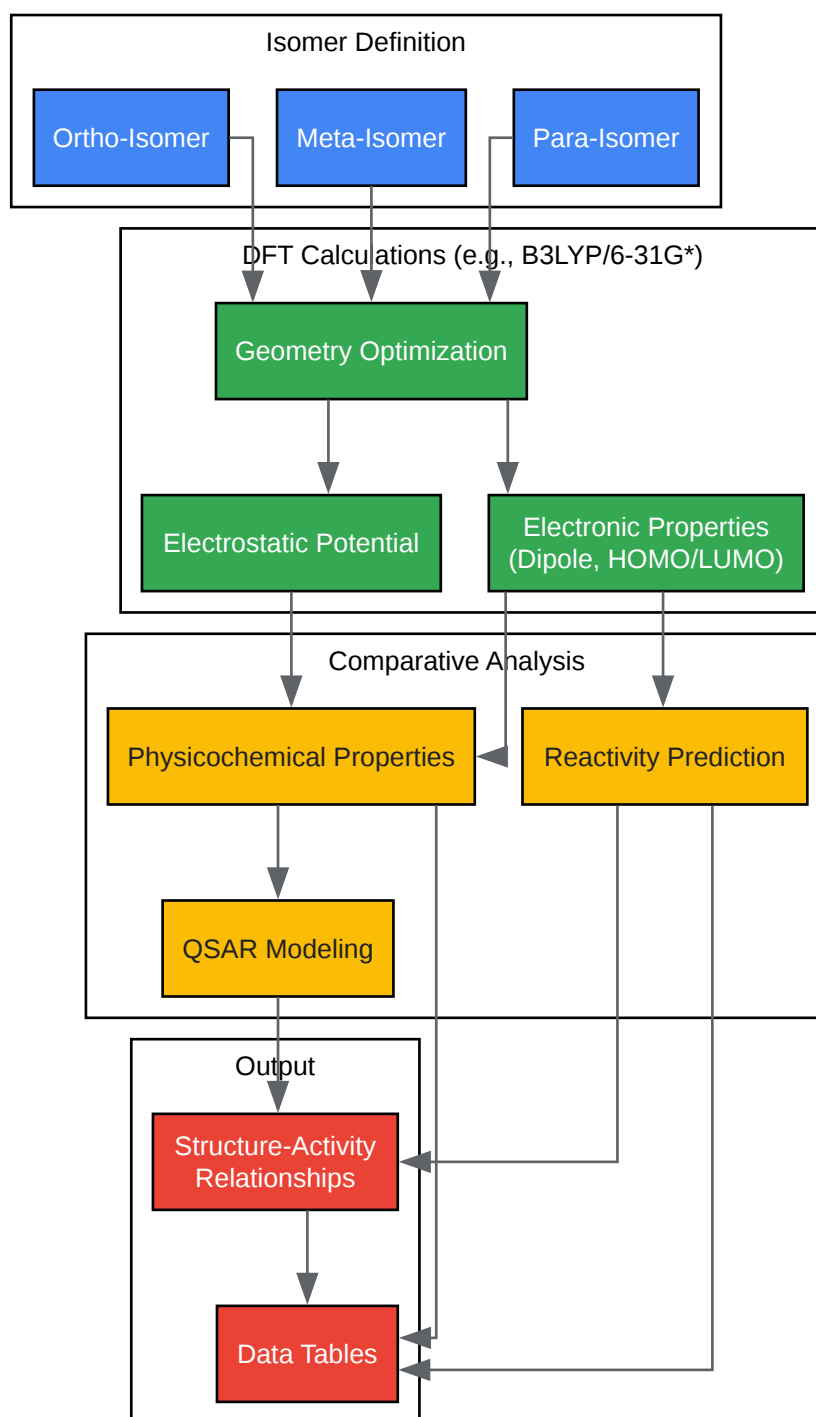 Isomer Definition
Ortho-Isomer
Meta-Isomer
Para-Isomer
DFT Calculations (e.g., B3LYP/6-31G*)
Geometry Optimization
Electrostatic Potential
Electronic Properties
(Dipole, HOMO/LUMO)
Comparative Analysis
Physicochemical Properties
Reactivity Prediction
QSAR Modeling
Output
Structure-Activity
Relationships
Data Tables